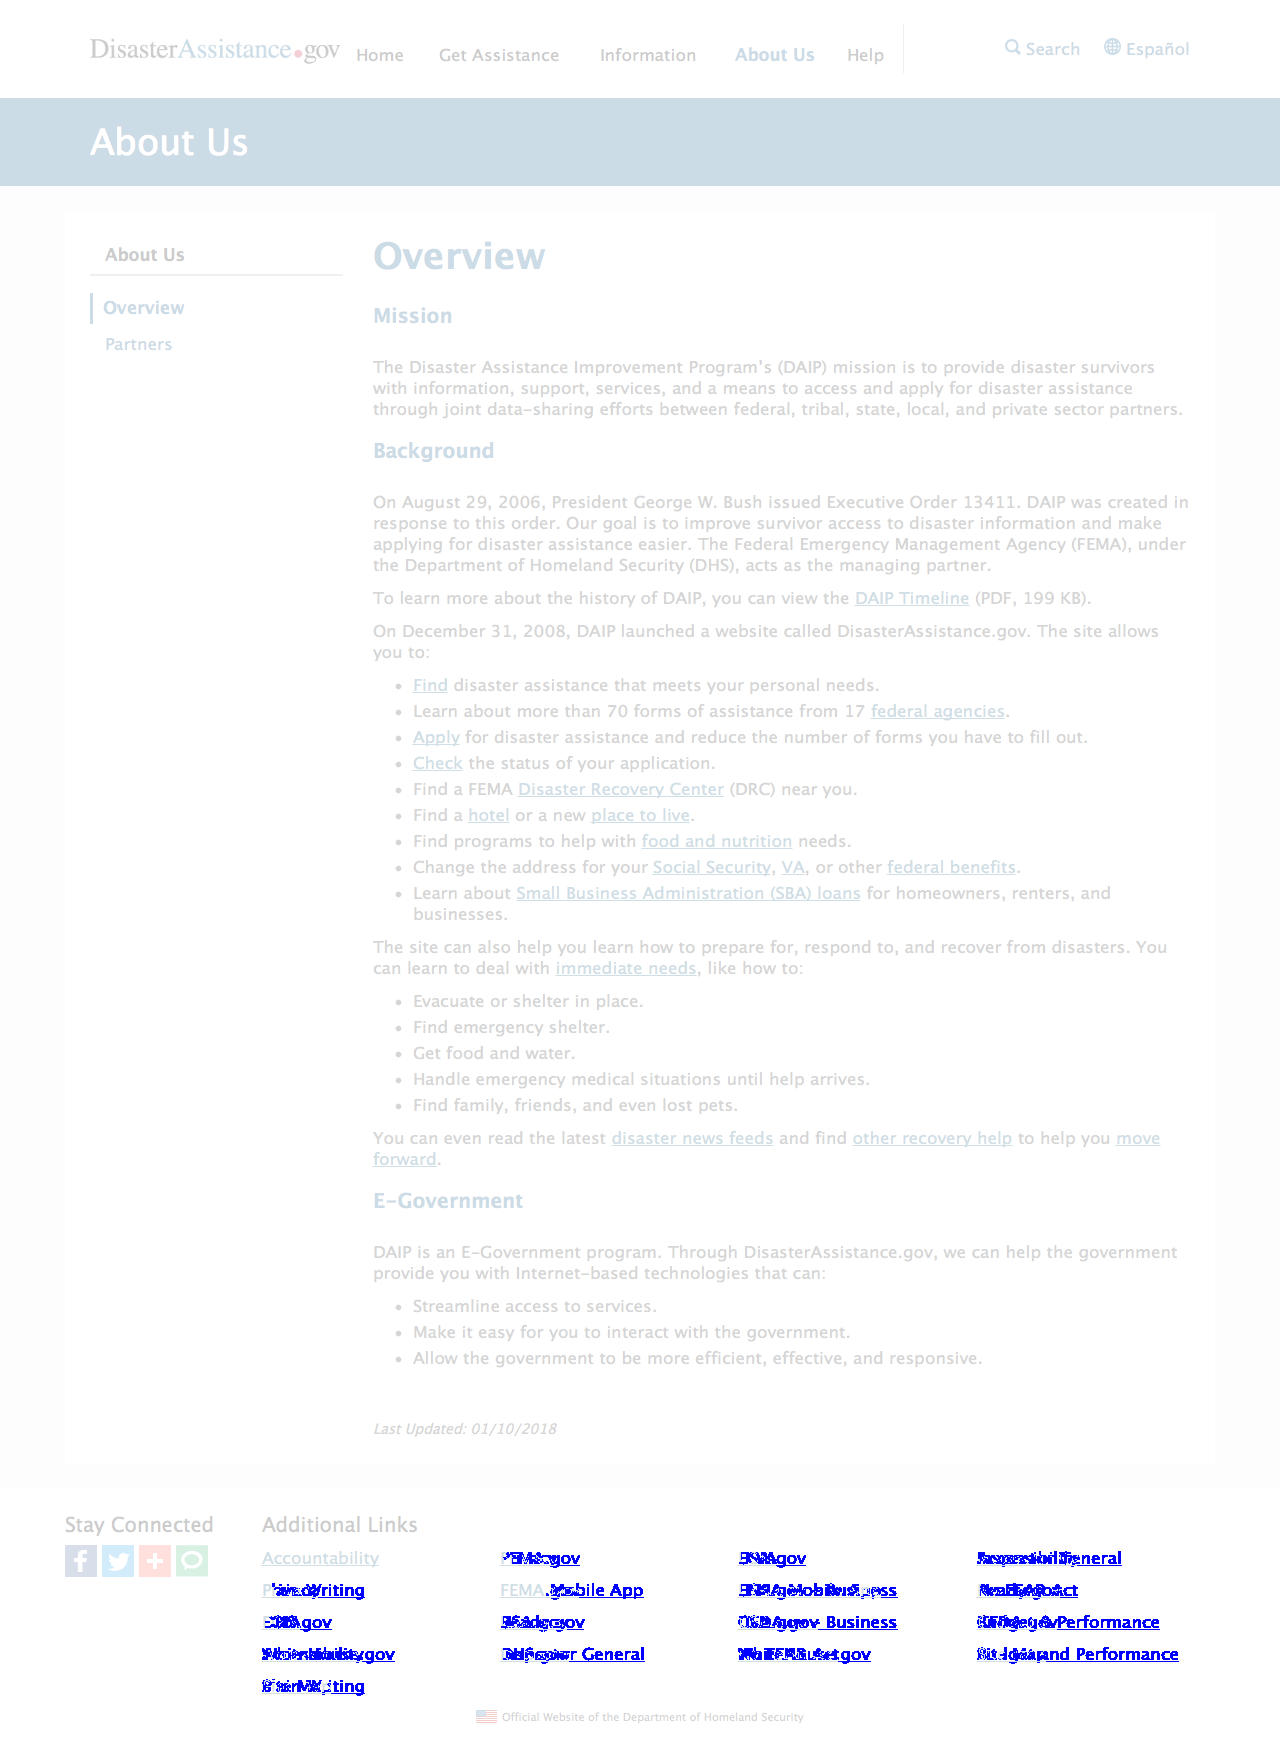 DisasterAssistance.gov Home Get Assistance Information About Us Help Search Español
About Us
About Us
Overview
Partners
Overview
Mission
The Disaster Assistance Improvement Program's (DAIP) mission is to provide disaster survivors
with information, support, services, and a means to access and apply for disaster assistance
through joint data-sharing efforts between federal, tribal, state, local, and private sector partners.
Background
On August 29, 2006, President George W. Bush issued Executive Order 13411. DAIP was created in
response to this order. Our goal is to improve survivor access to disaster information and make
applying for disaster assistance easier. The Federal Emergency Management Agency (FEMA), under
the Department of Homeland Security (DHS), acts as the managing partner.
To learn more about the history of DAIP, you can view the DAIP Timeline (PDF, 199 KB).
On December 31, 2008, DAIP launched a website called DisasterAssistance.gov. The site allows
you to:
• Find disaster assistance that meets your personal needs.
• Learn about more than 70 forms of assistance from 17 federal agencies.
• Apply for disaster assistance and reduce the number of forms you have to fill out.
• Check the status of your application.
• Find a FEMA Disaster Recovery Center (DRC) near you.
• Find a hotel or a new place to live.
• Find programs to help with food and nutrition needs.
• Change the address for your Social Security, VA, or other federal benefits.
• Learn about Small Business Administration (SBA) loans for homeowners, renters, and
businesses.
The site can also help you learn how to prepare for, respond to, and recover from disasters. You
can learn to deal with immediate needs, like how to:
• Evacuate or shelter in place.
• Find emergency shelter.
• Get food and water.
• Handle emergency medical situations until help arrives.
• Find family, friends, and even lost pets.
You can even read the latest disaster news feeds and find other recovery help to help you move
forward.
E-Government
DAIP is an E-Government program. Through DisasterAssistance.gov, we can help the government
provide you with Internet-based technologies that can:
• Streamline access to services.
• Make it easy for you to interact with the government.
• Allow the government to be more efficient, effective, and responsive.
Last Updated: 01/10/2018
Stay Connected
Additional Links
Accountability
Writing FEMA Mobile App
Business
General
Performance
and Performance
Official Website of the Department of Homeland Security